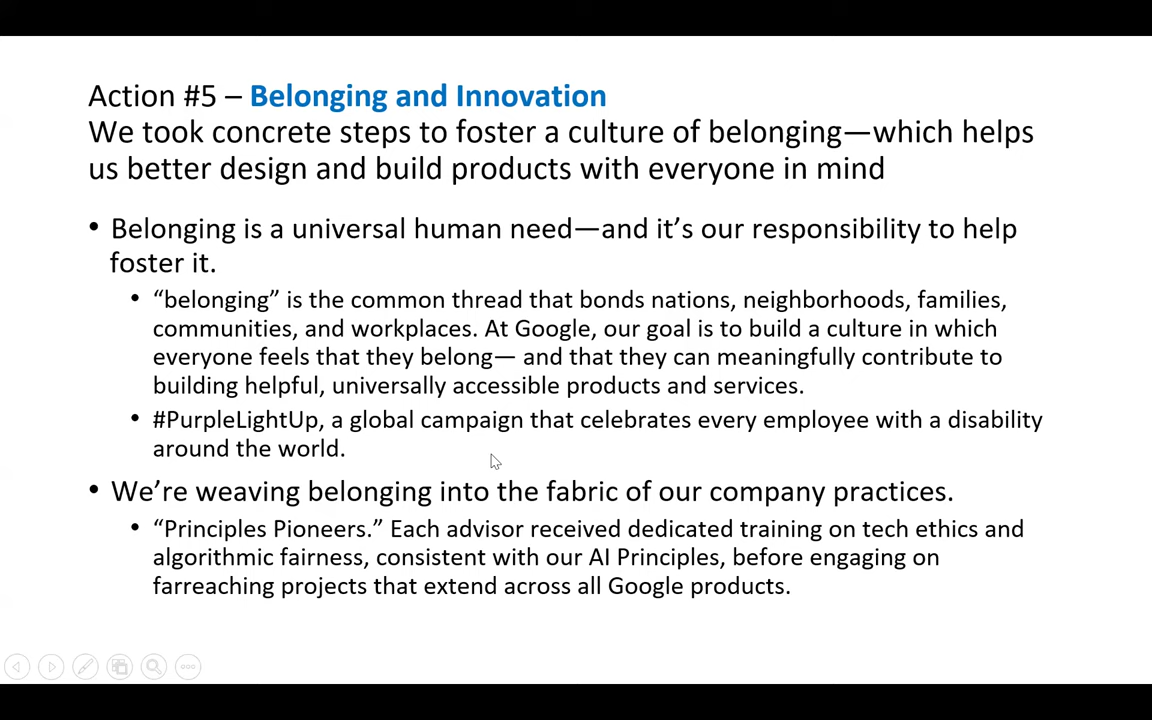 Action #5 – Belonging and Innovation
We took concrete steps to foster a culture of belonging—which helps
us better design and build products with everyone in mind
• Belonging is a universal human need—and it’s our responsibility to help
foster it.
• “belonging” is the common thread that bonds nations, neighborhoods, families,
communities, and workplaces. At Google, our goal is to build a culture in which
everyone feels that they belong— and that they can meaningfully contribute to
building helpful, universally accessible products and services.
• #PurpleLightUp, a global campaign that celebrates every employee with a disability
around the world.
• We’re weaving belonging into the fabric of our company practices.
• “Principles Pioneers.” Each advisor received dedicated training on tech ethics and
algorithmic fairness, consistent with our AI Principles, before engaging on
farreaching projects that extend across all Google products.